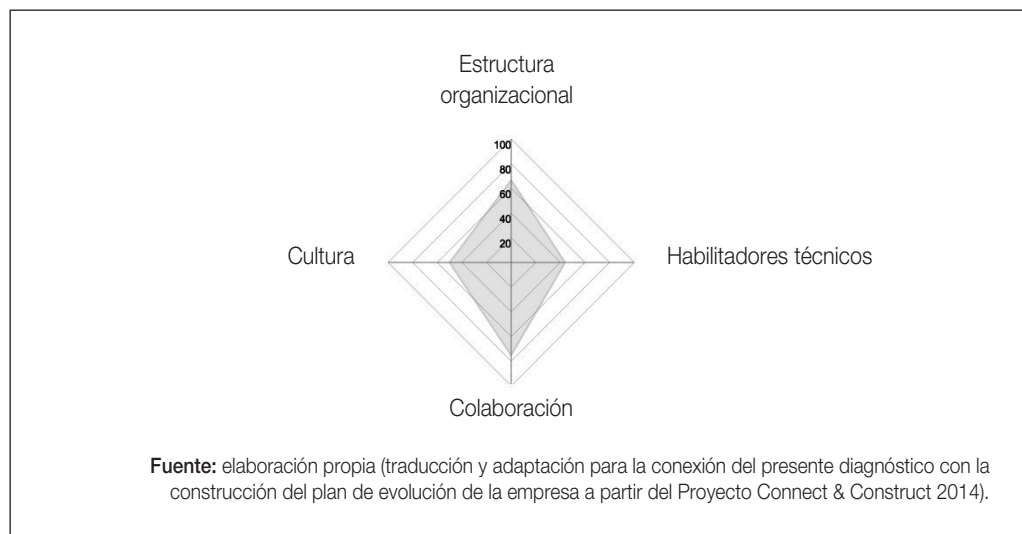 Estructura
organizacional
100
80
60
40
20
Cultura
Habilitadores técnicos
Colaboración
Fuente: elaboración propia (traducción y adaptación para la conexión del presente diagnóstico con la
construcción del plan de evolución de la empresa a partir del Proyecto Connect & Construct 2014).